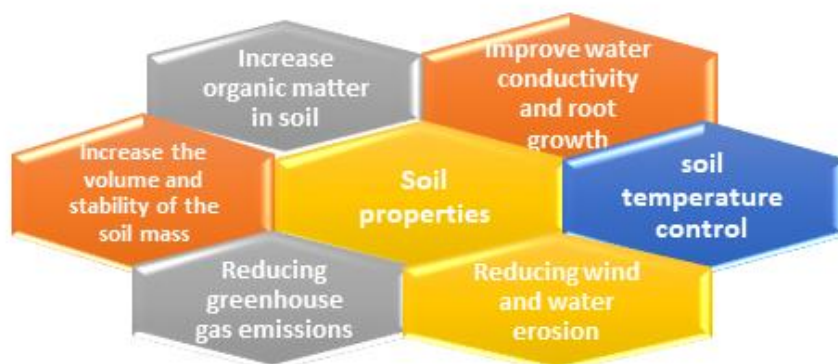 Increase
organic matter
in soil
Improve water
conductivity
and root
growth
Increase the
volume and
stability of the
soil mass
Soil
properties
soil
temperature
control
Reducing
greenhouse
gas emissions
Reducing wind
and water
erosion